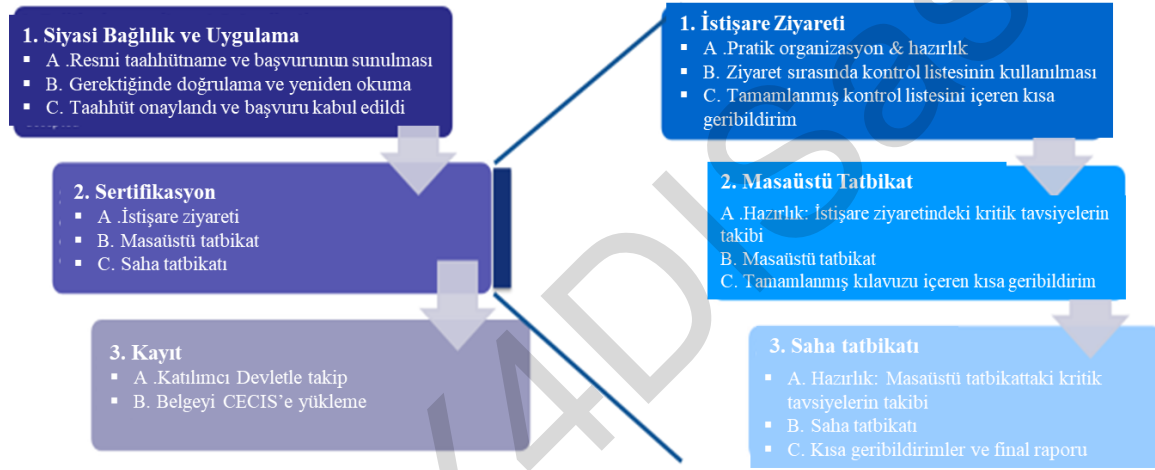 1. Siyasi Bağlılık ve Uygulama
▪ A .Resmi taahhütname ve başvurunun sunulması
▪ B. Gerektiğinde doğrulama ve yeniden okuma
▪ C. Taahhüt onaylandı ve başvuru kabul edildi
2. Sertifikasyon
▪ A .İstişare ziyareti
▪ B. Masaüstü tatbikat
▪ C. Saha tatbikatı
3. Kayıt
▪ A .Katılımcı Devletle takip
▪ B. Belgeyi CECIS’e yükleme
1. İstişare Ziyareti
▪ A .Pratik organizasyon & hazırlık
▪ B. Ziyaret sırasında kontrol listesinin kullanılması
▪ C. Tamamlanmış kontrol listesini içeren kısa
geribildirim
2. Masaüstü Tatbikat
A .Hazırlık: İstişare ziyaretindeki kritik tavsiyelerin
takibi
B. Masaüstü tatbikat
C. Tamamlanmış kılavuzu içeren kısa geribildirim
3. Saha tatbikatı
▪ A. Hazırlık: Masaüstü tatbikattaki kritik
tavsiyelerin takibi
▪ B. Saha tatbikatı
▪ C. Kısa geribildirimler ve final raporu